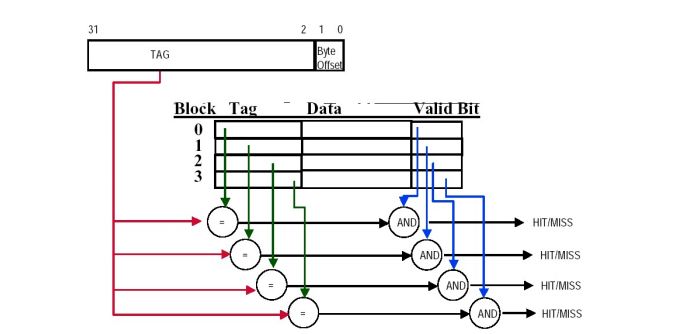 31 2 1 0
TAG Byte
Offset
Block Tag Data Valid Bit
0
1
2
3
= AND HIT/MISS
= AND HIT/MISS
= AND HIT/MISS
= AND HIT/MISS